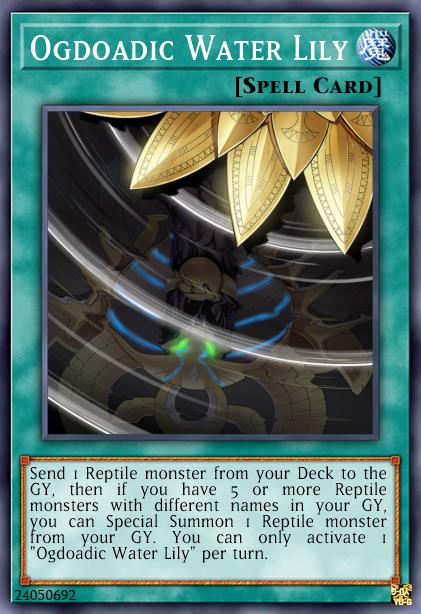 Ogdoadic Water Lily 魔
[Spell Card]
Send 1 Reptile monster from your Deck to the
GY, then if you have 5 or more Reptile
monsters with different names in your GY,
you can Special Summon 1 Reptile monster
from your GY. You can only activate 1
"Ogdoadic Water Lily" per turn.
24050692